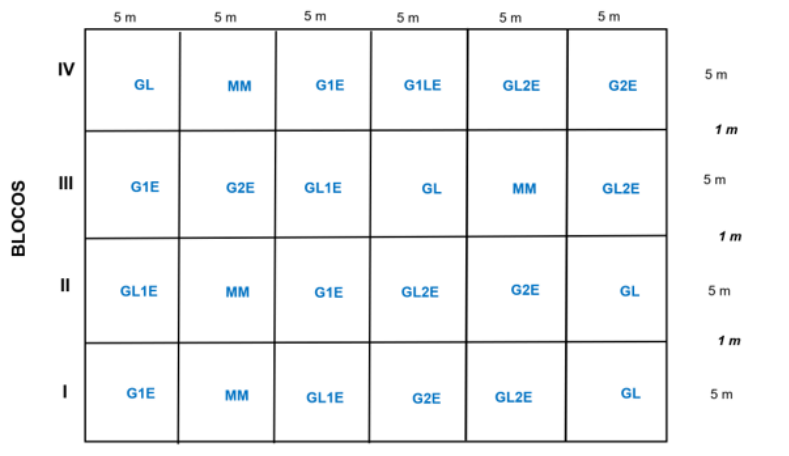 5 m 5 m 5 m 5 m 5 m 5 m
IV GL MM G1E G1LE GL2E G2E 5 m
1 m
III G1E G2E GL1E GL MM GL2E 5 m
BLOCOS
1 m
II GL1E MM G1E GL2E G2E GL 5 m
1 m
I G1E MM GL1E G2E GL2E GL 5 m